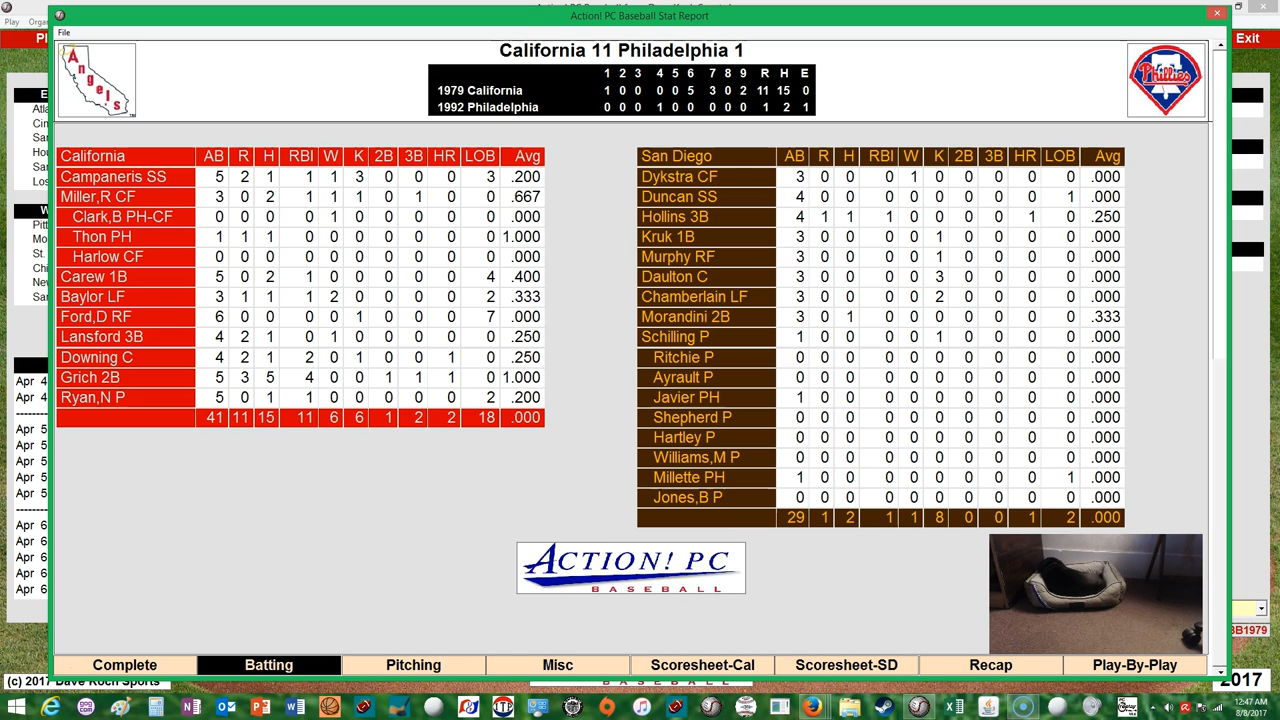 Action! PC Baseball Stat Report
Play
Exit
File
California 11 Philadelphia 1
Angels
Phillies
1 2 3 4 5 6 7 8 9 R H E
1979 California 1 0 0 0 0 5 3 0 2 11 15 0
1992 Philadelphia 0 0 0 1 0 0 0 0 0 1 2 1
California AB R H RBI W K 2B 3B HR LOB Avg
Campaneris SS 5 2 1 1 1 3 0 0 0 3 .200
Miller,R CF 3 0 2 1 1 1 0 1 0 0 .667
Clark,B PH-CF 0 0 0 0 1 0 0 0 0 0 .000
Thon PH 1 1 1 0 0 0 0 0 0 0 1.000
Harlow CF 0 0 0 0 0 0 0 0 0 0 .000
Carew 1B 5 0 2 1 0 0 0 0 0 4 .400
Baylor LF 3 1 1 1 2 0 0 0 0 2 .333
Ford,D RF 6 0 0 0 0 1 0 0 0 7 .000
Lansford 3B 4 2 1 0 1 0 0 0 0 0 .250
Downing C 4 2 1 2 0 1 0 0 1 0 .250
Grich 2B 5 3 5 4 0 0 1 1 1 0 1.000
Ryan,N P 5 0 1 1 0 0 0 0 0 2 .200
41 11 15 11 6 6 1 2 2 18 .000
San Diego AB R H RBI W K 2B 3B HR LOB Avg
Dykstra CF 3 0 0 0 1 0 0 0 0 0 .000
Duncan SS 4 0 0 0 0 0 0 0 0 1 .000
Hollins 3B 4 1 1 1 0 0 0 0 1 0 .250
Kruk 1B 3 0 0 0 0 1 0 0 0 0 .000
Murphy RF 3 0 0 0 0 1 0 0 0 0 .000
Daulton C 3 0 0 0 0 3 0 0 0 0 .000
Chamberlain LF 3 0 0 0 0 2 0 0 0 0 .000
Morandini 2B 3 0 1 0 0 0 0 0 0 0 .333
Schilling P 1 0 0 0 0 1 0 0 0 0 .000
Ritchie P 0 0 0 0 0 0 0 0 0 0 .000
Ayrault P 0 0 0 0 0 0 0 0 0 0 .000
Javier PH 1 0 0 0 0 0 0 0 0 0 .000
Shepherd P 0 0 0 0 0 0 0 0 0 0 .000
Hartley P 0 0 0 0 0 0 0 0 0 0 .000
Williams,M P 0 0 0 0 0 0 0 0 0 0 .000
Millette PH 1 0 0 0 0 0 0 0 0 1 .000
Jones,B P 0 0 0 0 0 0 0 0 0 0 .000
29 1 2 1 1 8 0 0 1 2 .000
Apr 4
Apr 4
Apr 5
Apr 5
Apr 5
Apr 5
Apr 6
Apr 6
Apr 6
Apr 6
ACTION! PC
BASEBALL
Complete Batting Pitching Misc Scoresheet-Cal Scoresheet-SD Recap Play-By-Play
(c) 2017 Dave Koch Sports
BASEBALL
2017
12:47 AM
8/8/2017